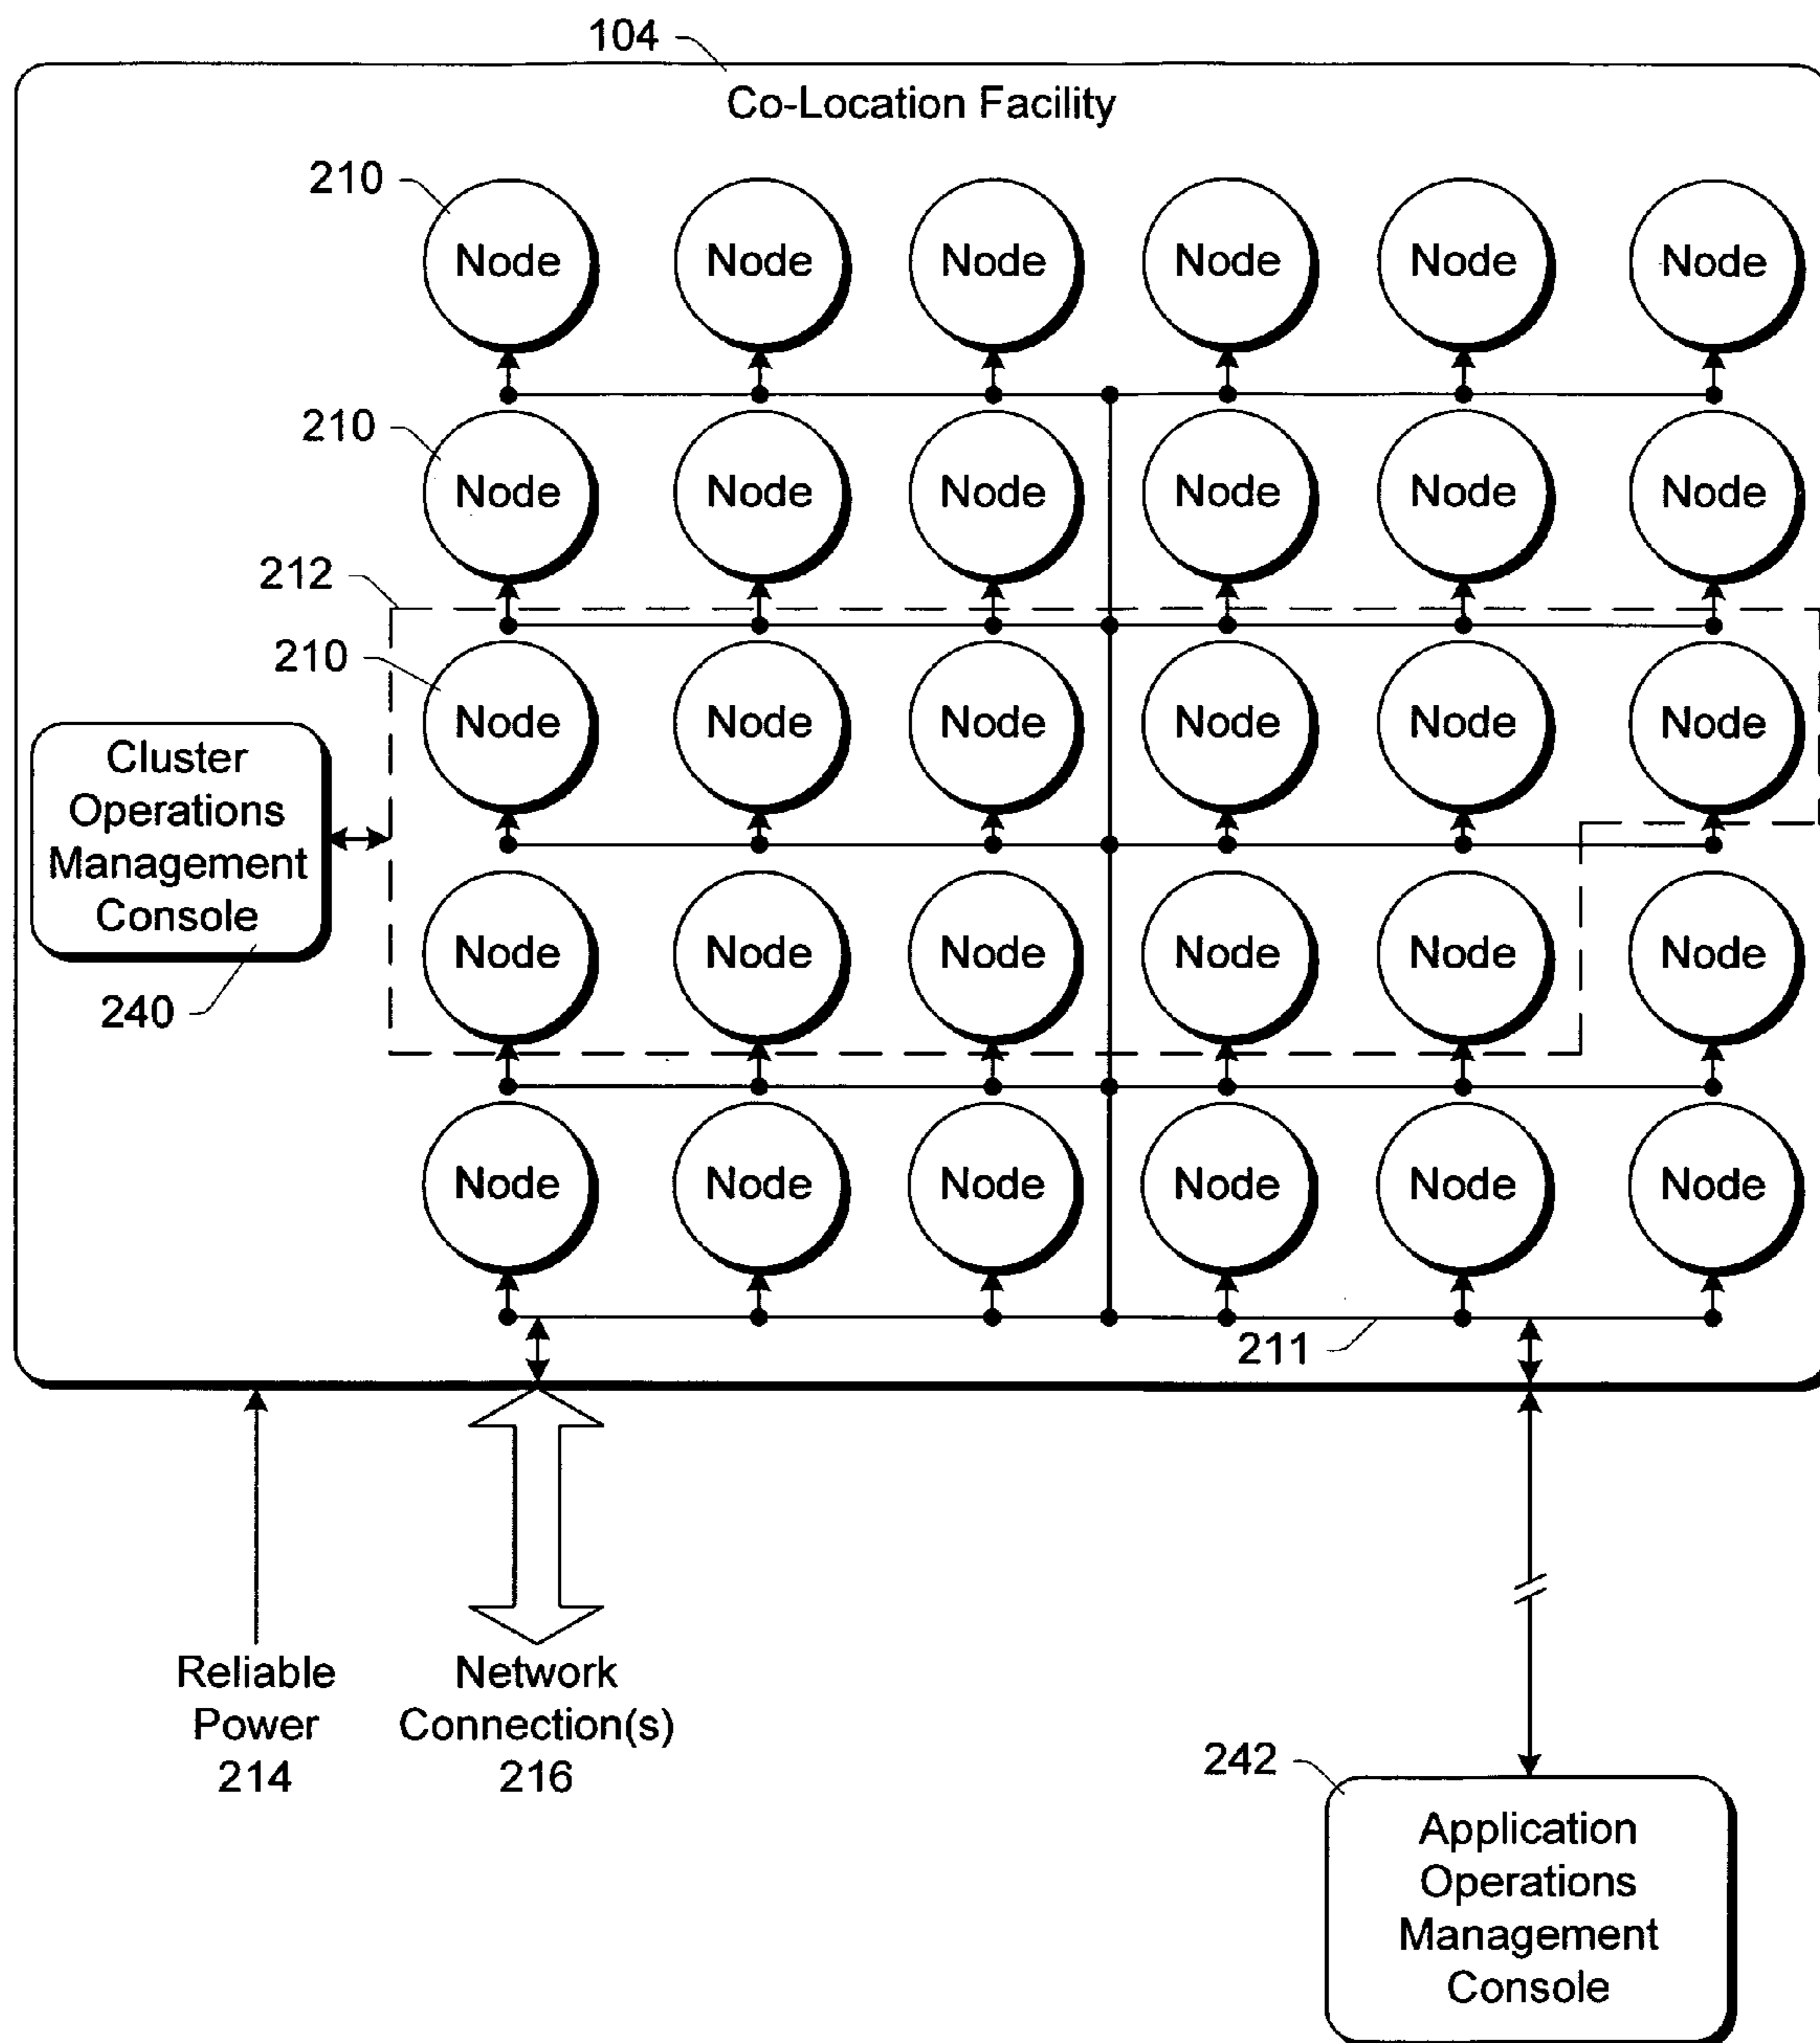 104
Co-Location Facility
210
Node Node Node Node Node Node
210
Node Node Node Node Node Node
212
210
Node Node Node Node Node Node
Cluster
Operations
Management
Console
240
Node Node Node Node Node Node
Node Node Node Node Node Node
211
Reliable
Power
214
Network
Connection(s)
216
242
Application
Operations
Management
Console